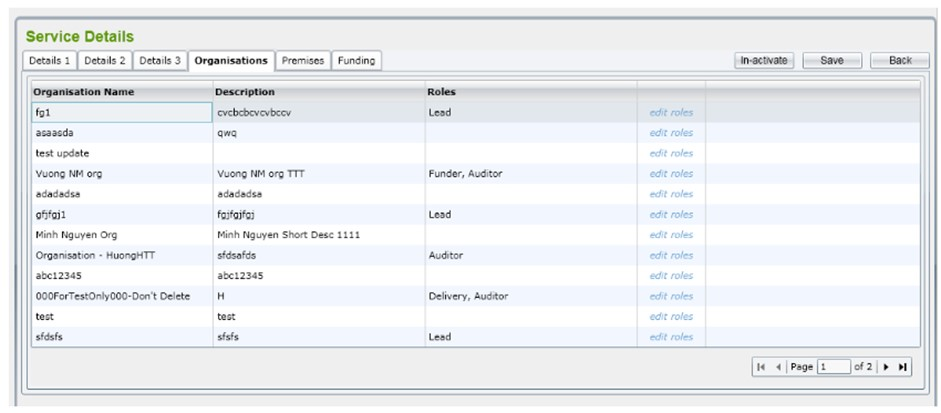 Service Details
Details 1 Details 2 Details 3 Organisations Premises Funding In-activate Save Back
Organisation Name Description Roles
fg1 cvcbcbcvcvbccv Lead edit roles
asaasda qwq edit roles
test update edit roles
Vuong NM org Vuong NM org TTT Funder, Auditor edit roles
adadadsa adadadsa edit roles
gfjfgj1 fgjfgjfgj Lead edit roles
Minh Nguyen Org Minh Nguyen Short Desc 1111 edit roles
Organisation - HuongHTT sfdsafds Auditor edit roles
abc12345 abc12345 edit roles
000ForTestOnly000-Don't Delete H Delivery, Auditor edit roles
test test edit roles
sfdsfs sfsfs Lead edit roles
Page 1 of 2